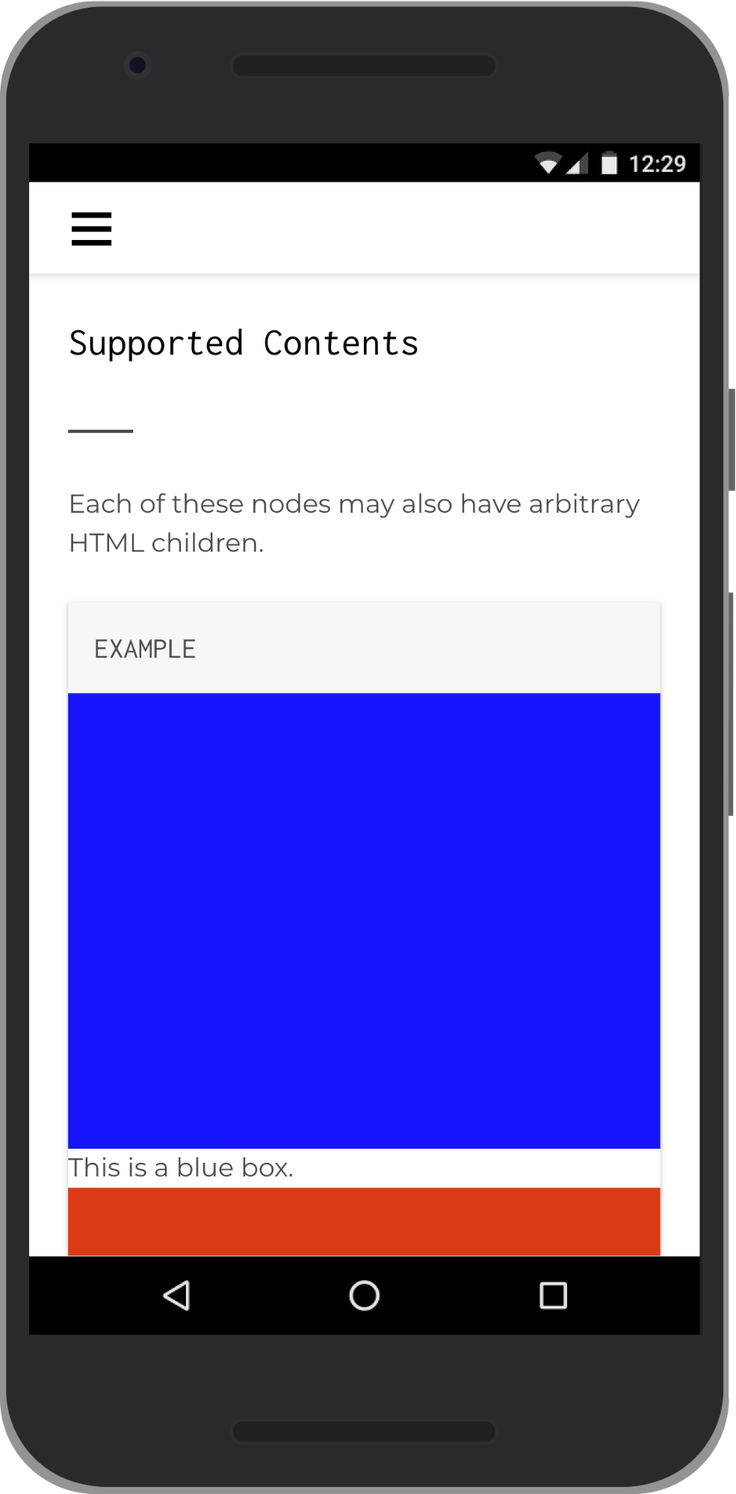 12:29
Supported Contents
Each of these nodes may also have arbitrary
HTML children.
EXAMPLE
This is a blue box.